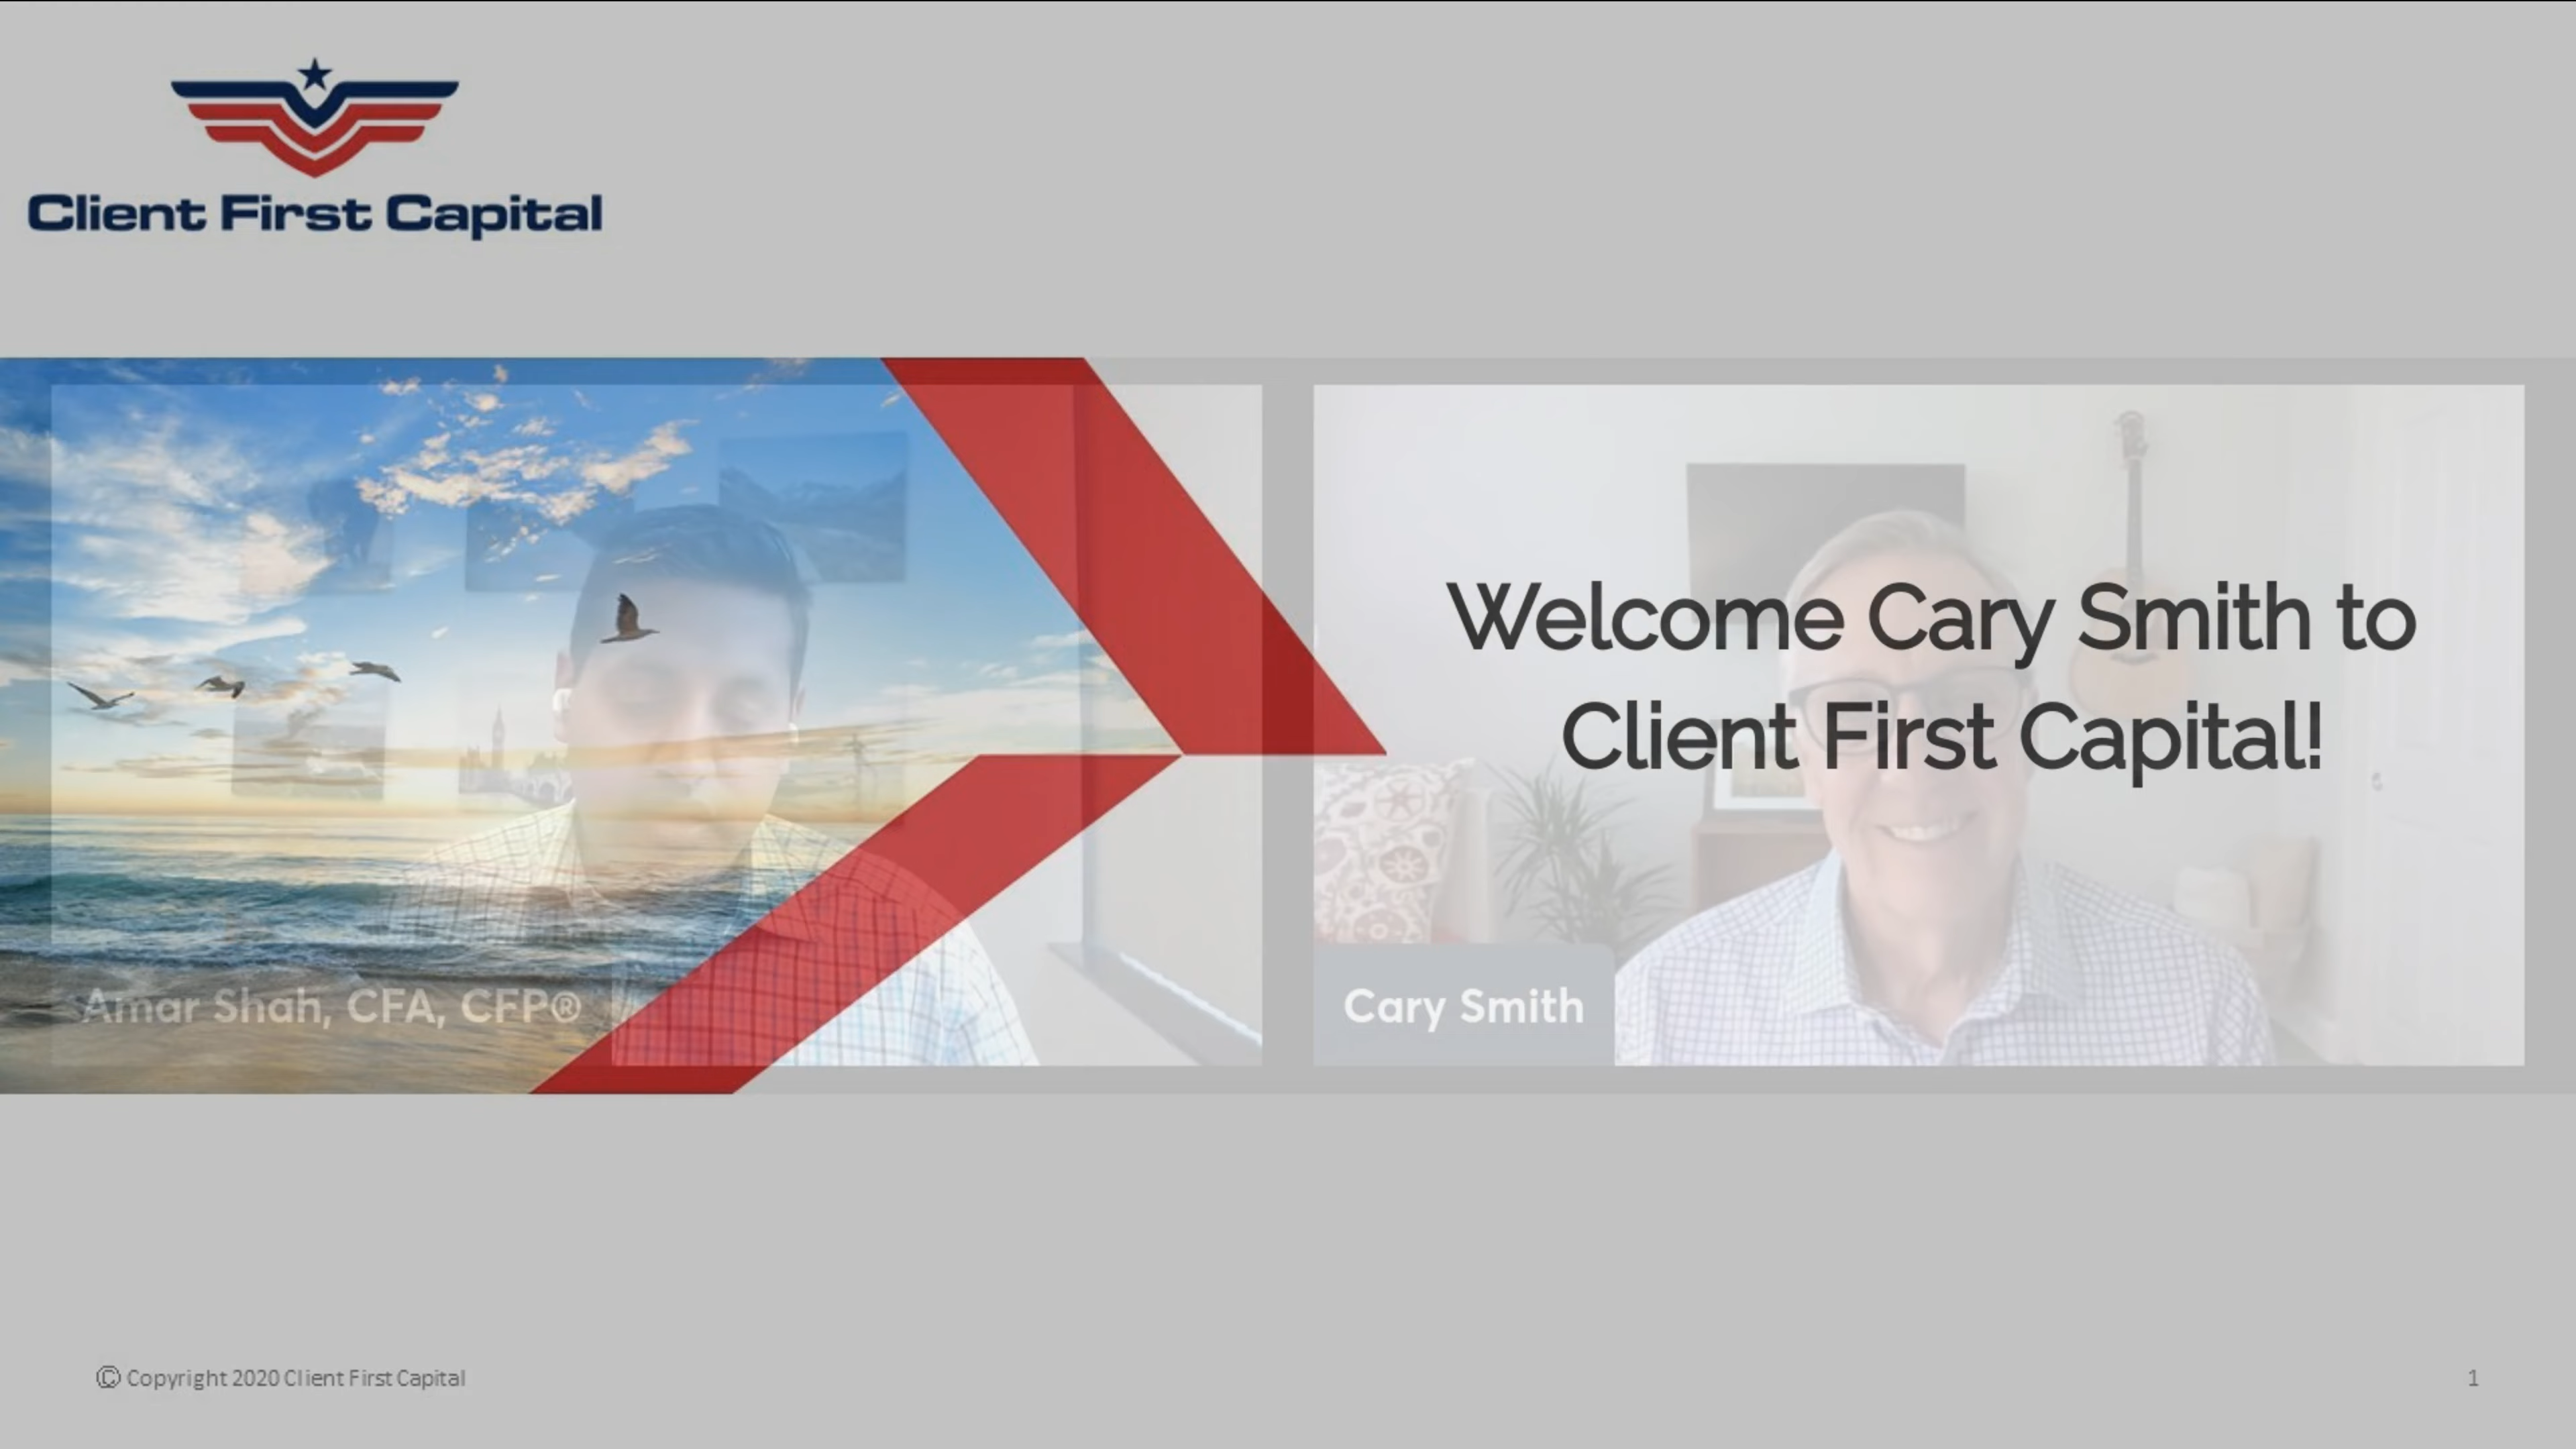 Client First Capital
Welcome Cary Smith to
Client First Capital!
Amar Shah, CFA, CFP®
Cary Smith
© Copyright 2020 Client First Capital
1